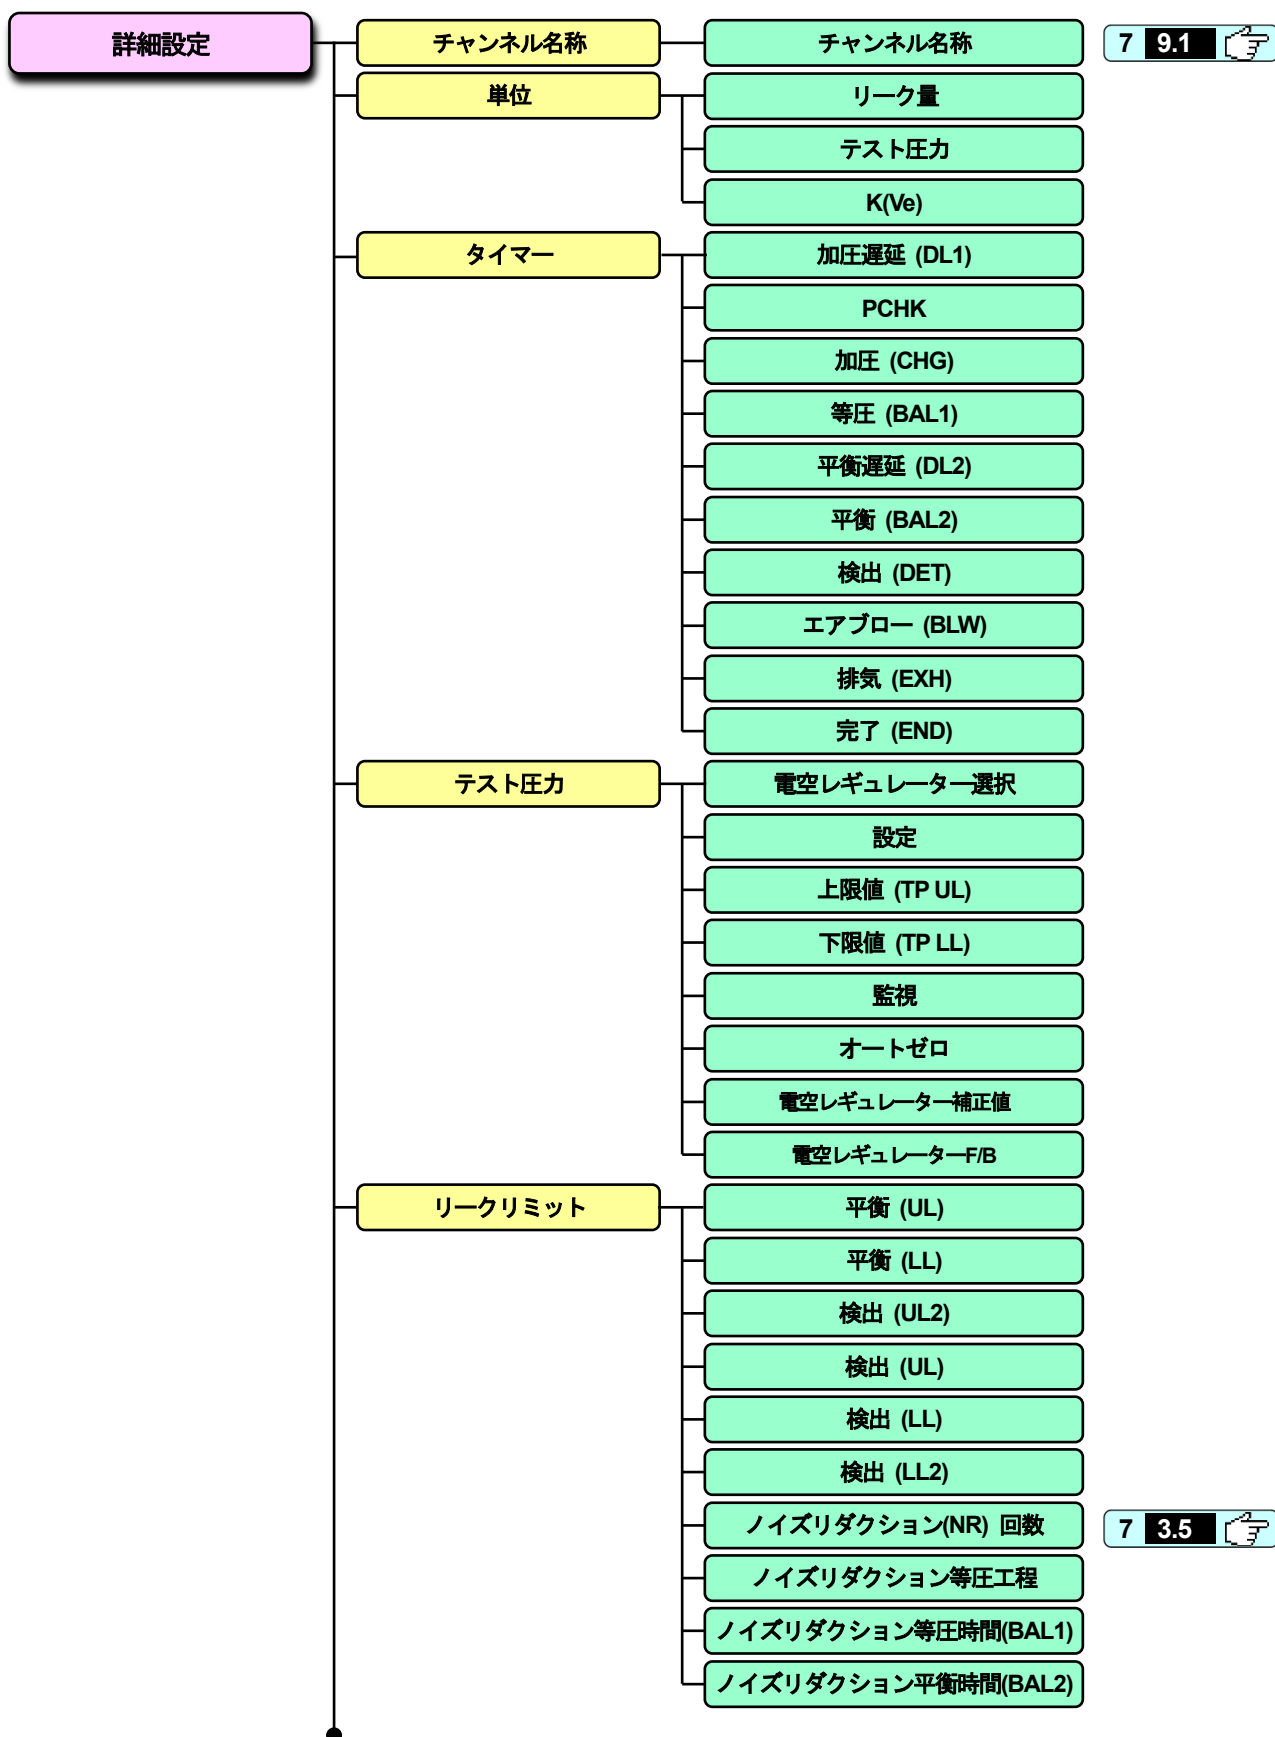 詳細設定
チャンネル名称
チャンネル名称
7 9.1
単位
リーク量
テスト圧力
K(Ve)
タイマー
加圧遅延 (DL1)
PCHK
加圧 (CHG)
等圧 (BAL1)
平衡遅延 (DL2)
平衡 (BAL2)
検出 (DET)
エアブロー (BLW)
排気 (EXH)
完了 (END)
テスト圧力
電空レギュレーター選択
設定
上限値 (TP UL)
下限値 (TP LL)
監視
オートゼロ
電空レギュレーター補正値
電空レギュレーターF/B
リークリミット
平衡 (UL)
平衡 (LL)
検出 (UL2)
検出 (UL)
検出 (LL)
検出 (LL2)
ノイズリダクション(NR) 回数
7 3.5
ノイズリダクション等圧工程
ノイズリダクション等圧時間(BAL1)
ノイズリダクション平衡時間(BAL2)